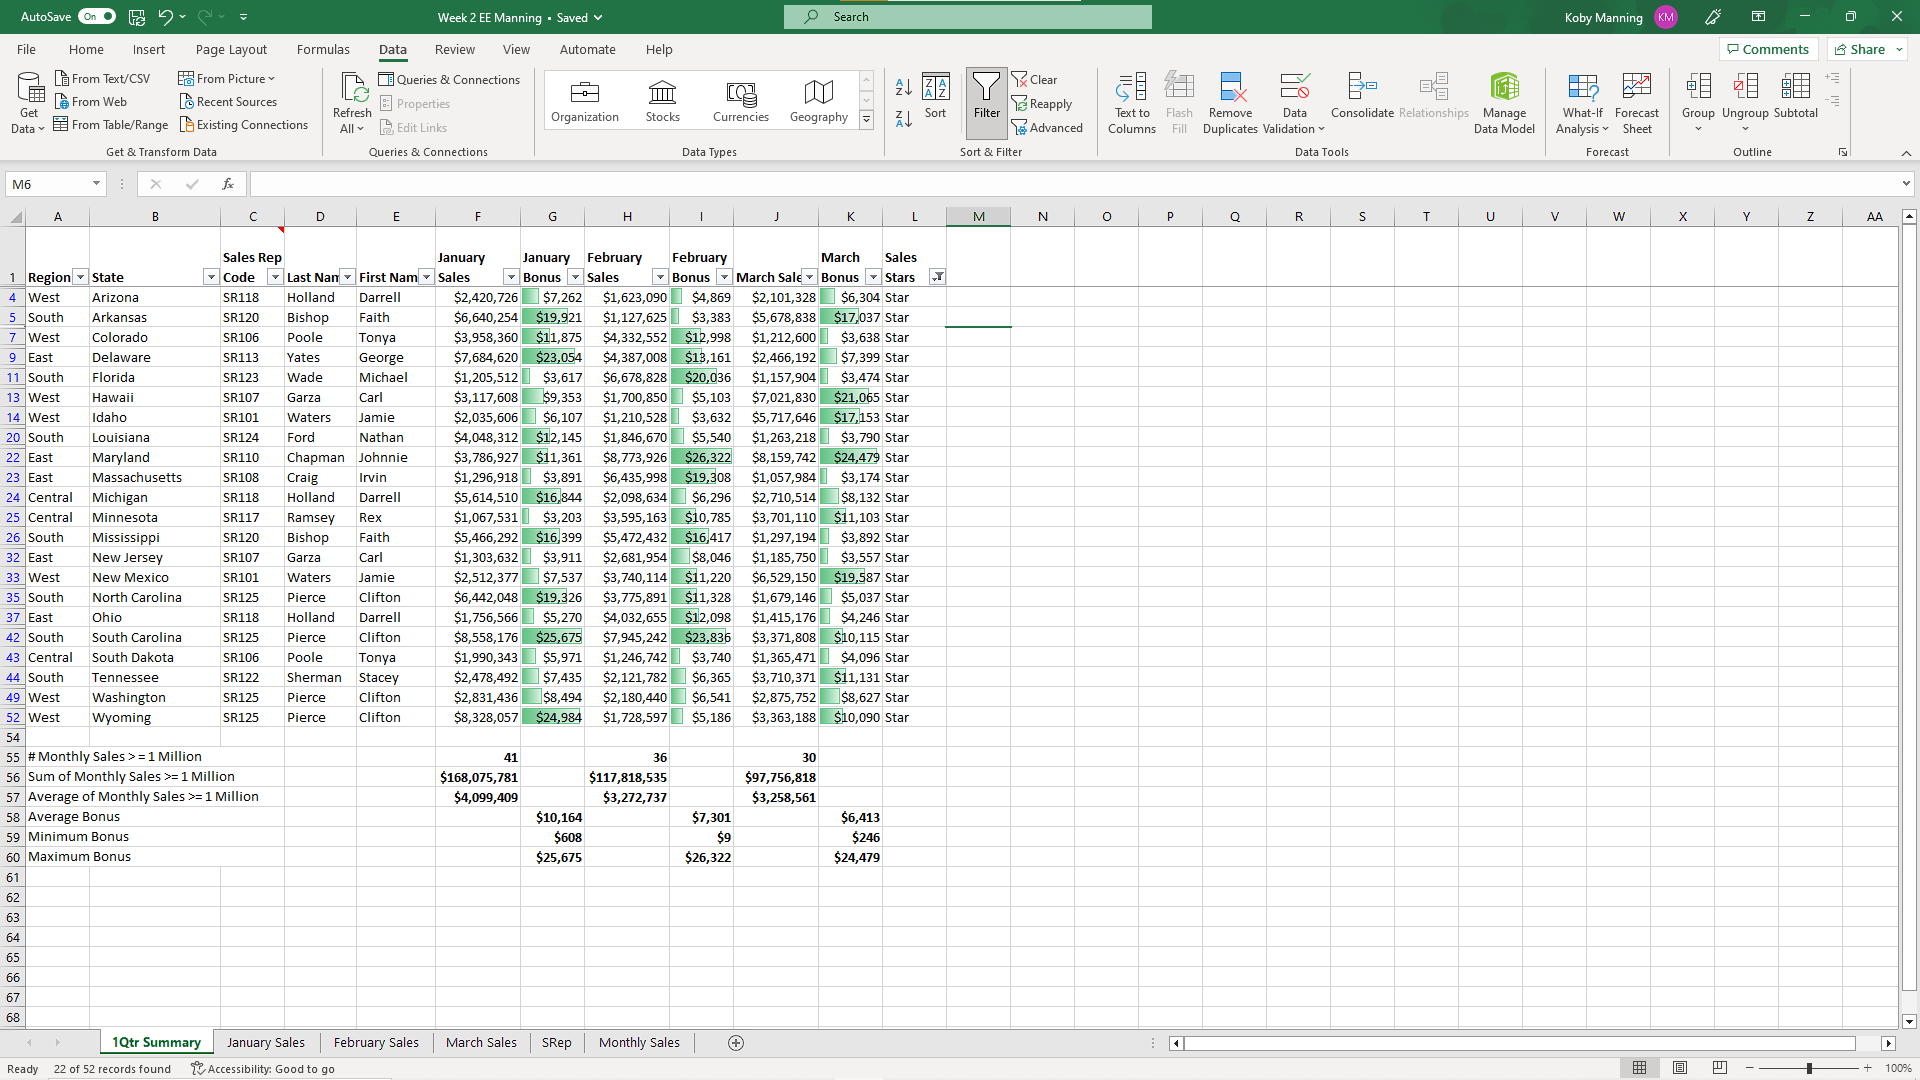 AutoSave On Week 2 EE Manning • Saved Search Koby Manning KM
File Home Insert Page Layout Formulas Data Review View Automate Help Comments Share
Get Data From Text/CSV From Web From Table/Range From Picture Recent Sources Existing Connections
Refresh All Queries & Connections Properties Edit Links
Organization Stocks Currencies Geography
Sort Filter Clear Reapply Advanced
Text to Columns Flash Fill Remove Duplicates Data Validation Consolidate Relationships Manage Data Model
What-If Analysis Forecast Sheet Group Ungroup Subtotal
Get & Transform Data Queries & Connections Data Types Sort & Filter Data Tools Forecast Outline
M6 fx
A B C D E F G H I J K L M N O P Q R S T U V W X Y Z AA
1 Region State Sales Rep Code Last Nam First Nam January Sales January Bonus February Sales February Bonus March Sale March Bonus Sales Stars
4 West Arizona SR118 Holland Darrell $2,420,726 $7,262 $1,623,090 $4,869 $2,101,328 $6,304 Star
5 South Arkansas SR120 Bishop Faith $6,640,254 $19,921 $1,127,625 $3,383 $5,678,838 $17,037 Star
7 West Colorado SR106 Poole Tonya $3,958,360 $11,875 $4,332,552 $12,998 $1,212,600 $3,638 Star
9 East Delaware SR113 Yates George $7,684,620 $23,054 $4,387,008 $13,161 $2,466,192 $7,399 Star
11 South Florida SR123 Wade Michael $1,205,512 $3,617 $6,678,828 $20,036 $1,157,904 $3,474 Star
13 West Hawaii SR107 Garza Carl $3,117,608 $9,353 $1,700,850 $5,103 $7,021,830 $21,065 Star
14 West Idaho SR101 Waters Jamie $2,035,606 $6,107 $1,210,528 $3,632 $5,717,646 $17,153 Star
20 South Louisiana SR124 Ford Nathan $4,048,312 $12,145 $1,846,670 $5,540 $1,263,218 $3,790 Star
22 East Maryland SR110 Chapman Johnnie $3,786,927 $11,361 $8,773,926 $26,322 $8,159,742 $24,479 Star
23 East Massachusetts SR108 Craig Irvin $1,296,918 $3,891 $6,435,998 $19,308 $1,057,984 $3,174 Star
24 Central Michigan SR118 Holland Darrell $5,614,510 $16,844 $2,098,634 $6,296 $2,710,514 $8,132 Star
25 Central Minnesota SR117 Ramsey Rex $1,067,531 $3,203 $3,595,163 $10,785 $3,701,110 $11,103 Star
26 South Mississippi SR120 Bishop Faith $5,466,292 $16,399 $5,472,432 $16,417 $1,297,194 $3,892 Star
32 East New Jersey SR107 Garza Carl $1,303,632 $3,911 $2,681,954 $8,046 $1,185,750 $3,557 Star
33 West New Mexico SR101 Waters Jamie $2,512,377 $7,537 $3,740,114 $11,220 $6,529,150 $19,587 Star
35 South North Carolina SR125 Pierce Clifton $6,442,048 $19,326 $3,775,891 $11,328 $1,679,146 $5,037 Star
37 East Ohio SR118 Holland Darrell $1,756,566 $5,270 $4,032,655 $12,098 $1,415,176 $4,246 Star
42 South South Carolina SR125 Pierce Clifton $8,558,176 $25,675 $7,945,242 $23,836 $3,371,808 $10,115 Star
43 Central South Dakota SR106 Poole Tonya $1,990,343 $5,971 $1,246,742 $3,740 $1,365,471 $4,096 Star
44 South Tennessee SR122 Sherman Stacey $2,478,492 $7,435 $2,121,782 $6,365 $3,710,371 $11,131 Star
49 West Washington SR125 Pierce Clifton $2,831,436 $8,494 $2,180,440 $6,541 $2,875,752 $8,627 Star
52 West Wyoming SR125 Pierce Clifton $8,328,057 $24,984 $1,728,597 $5,186 $3,363,188 $10,090 Star
54
55 # Monthly Sales >=1 Million 41 36 30
56 Sum of Monthly Sales >=1 Million $168,075,781 $117,818,535 $97,756,818
57 Average of Monthly Sales >=1 Million $4,099,409 $3,272,737 $3,258,561
58 Average Bonus $10,164 $7,301 $6,413
59 Minimum Bonus $608 $9 $246
60 Maximum Bonus $25,675 $26,322 $24,479
61
62
63
64
65
66
67
68
1Qtr Summary January Sales February Sales March Sales SRep Monthly Sales
Ready 22 of 52 records found Accessibility: Good to go 100%